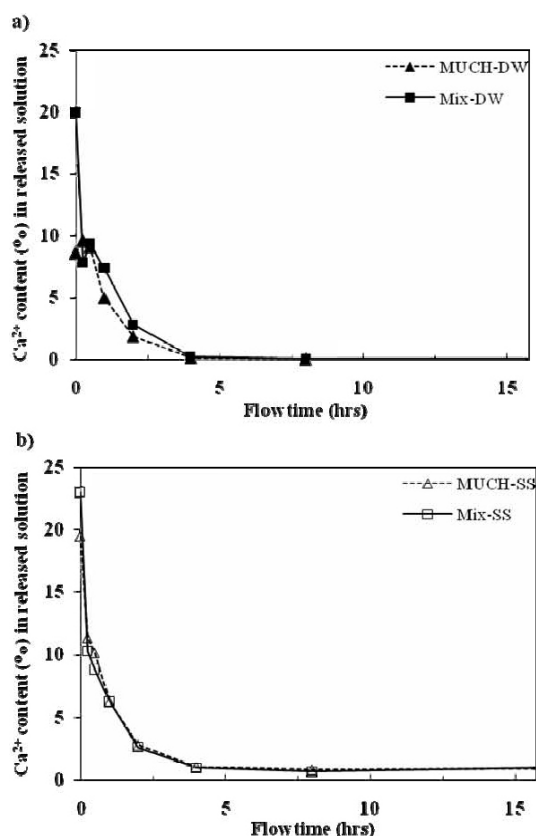 a)
25
20
15
10
5
0
Ca²⁺ content (%) in released solution
MUCH-DW
Mix-DW
0 5 10 15
Flow time (hrs)
b)
25
20
15
10
5
0
Ca²⁺ content (%) in released solution
MUCH-SS
Mix-SS
0 5 10 15
Flow time (hrs)